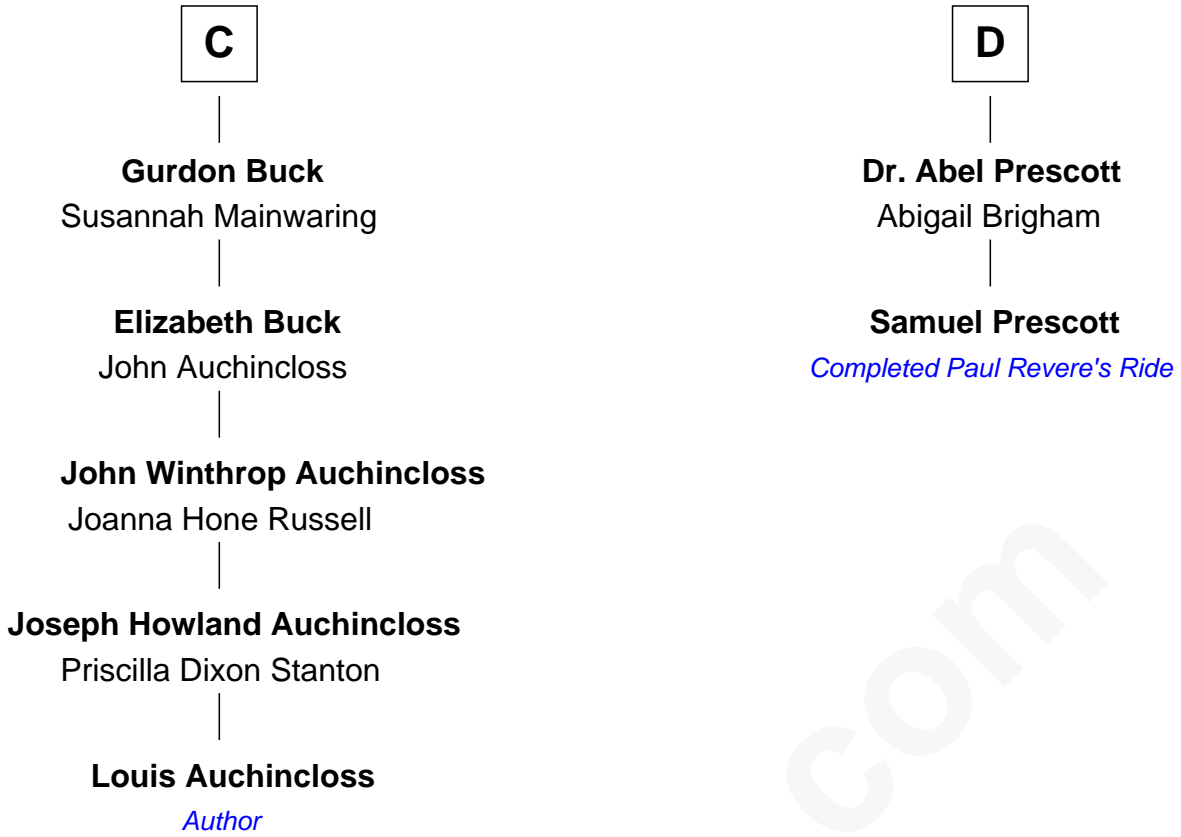 C
Gurdon Buck
Susannah Mainwaring
Elizabeth Buck
John Auchincloss
John Winthrop Auchincloss
Joanna Hone Russell
Joseph Howland Auchincloss
Priscilla Dixon Stanton
Louis Auchincloss
Author
D
Dr. Abel Prescott
Abigail Brigham
Samuel Prescott
Completed Paul Revere's Ride
com